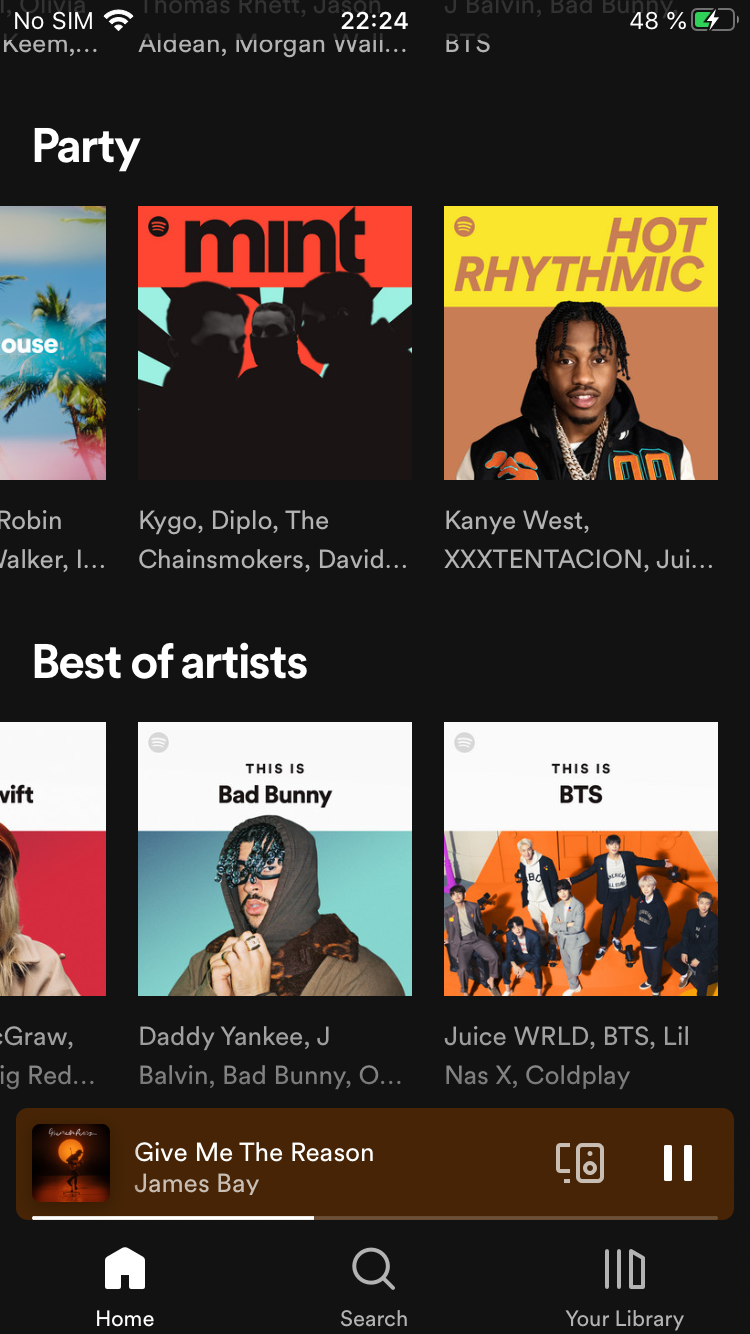 l, Olivia
Thomas Rhett, Jason
J Balvin, Bad Bunny,
No SIM
22:24
48 %
Keem,...
Aldean, Morgan Wall...
BTS
Party
ouse
mint
HOT
RHYTHMIC
Robin
Kygo, Diplo, The
Kanye West,
Walker, I...
Chainsmokers, David...
XXXTENTACION, Jui...
Best of artists
wift
THIS IS
Bad Bunny
THIS IS
BTS
cGraw,
Daddy Yankee, J
Juice WRLD, BTS, Lil
ig Red...
Balvin, Bad Bunny, O...
Nas X, Coldplay
Give Me The Reason
James Bay
Home
Search
Your Library